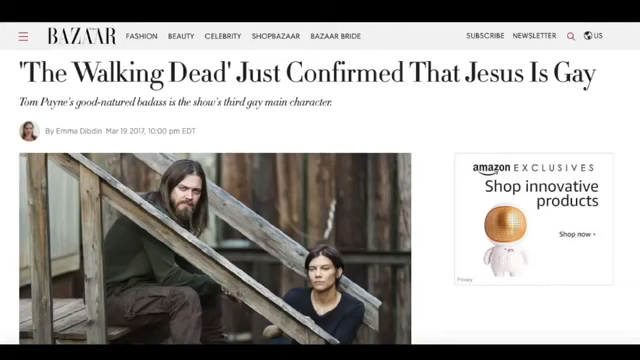 BAZAAR FASHION BEAUTY CELEBRITY SHOPBAZAAR BAZAAR BRIDE SUBSCRIBE NEWSLETTER US
'The Walking Dead' Just Confirmed That Jesus Is Gay
Tom Payne's good-natured badass is the show's third gay main character.
By Emma Dibdin Mar 19 2017, 10:00 pm EDT
amazon EXCLUSIVES
Shop innovative
products
Shop now
Privacy